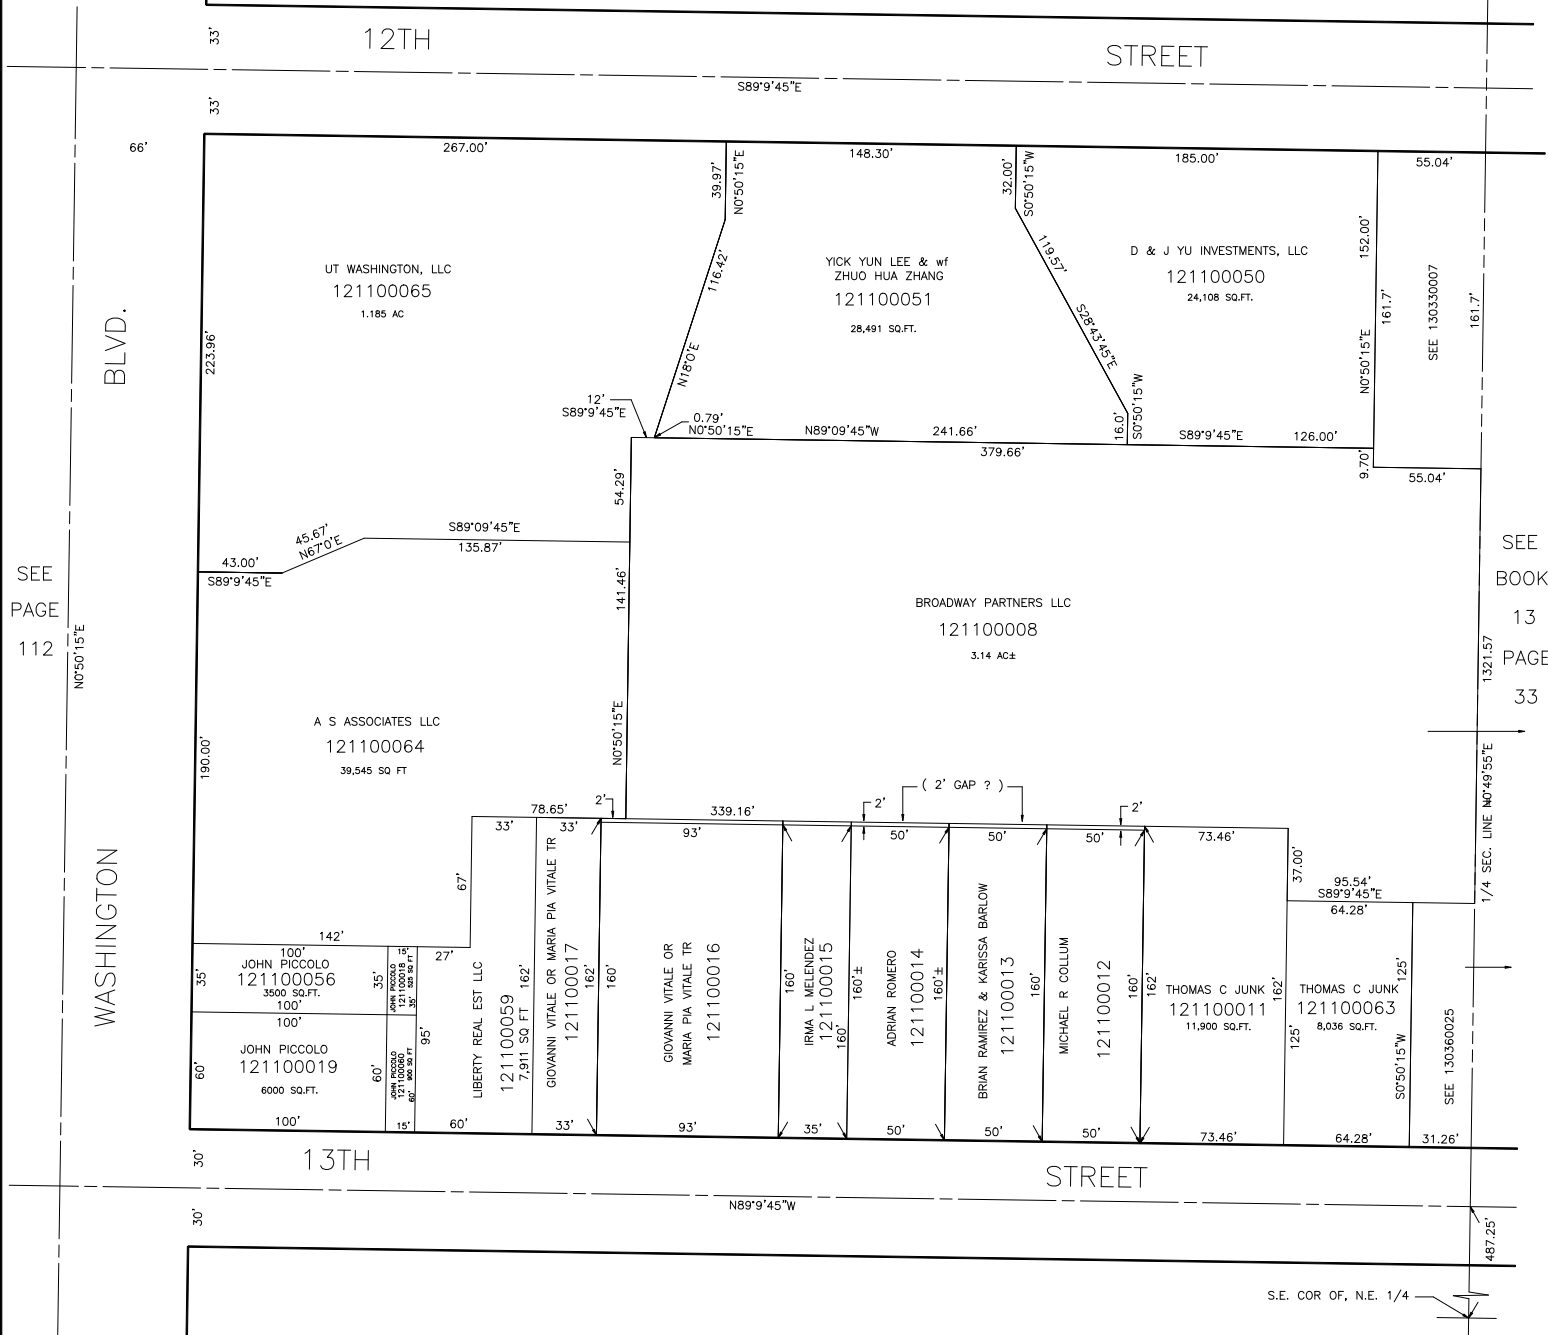 33'
12TH
STREET
S89°9'45"E
33'
66'
267.00'
148.30'
185.00'
55.04'
39.97'
N0°50'15"E
32.00'
S0°50'15"W
152.00'
161.7'
N0°50'15"E
SEE 130330007
161.7'
UT WASHINGTON, LLC
121100065
1.185 AC
116.42'
N18°0'E
YICK YUN LEE & wf
ZHUO HUA ZHANG
121100051
28,491 SQ.FT.
119.57'
S28°43'45"E
D & J YU INVESTMENTS, LLC
121100050
24,108 SQ.FT.
BLVD.
223.96'
12'
S89°9'45"E
0.79'
N0°50'15"E
N89°09'45"W
241.66'
379.66'
16.0'
S0°50'15"W
S89°9'45"E
126.00'
9.70'
55.04'
54.29'
45.67'
N67°0'E
S89°09'45"E
135.87'
43.00'
S89°9'45"E
141.46'
SEE
PAGE
112
N0°50'15"E
SEE
BOOK
13
PAGE
33
1321.57
BROADWAY PARTNERS LLC
121100008
3.14 AC±
A S ASSOCIATES LLC
121100064
39,545 SQ FT
190.00'
N0°50'15"E
1/4 SEC. LINE N0°49'55"E
( 2' GAP ? )
78.65'
2'
339.16'
2'
2'
33'
33'
93'
50'
50'
50'
73.46'
37.00'
95.54'
S89°9'45"E
64.28'
WASHINGTON
67'
142'
27'
100'
JOHN PICCOLO
121100056
3500 SQ.FT.
100'
35'
35'
15'
JOHN PICCOLO
121100018
525 SQ FT
35'
100'
JOHN PICCOLO
121100019
6000 SQ.FT.
60'
60'
100'
JOHN PICCOLO
121100060
900 SQ FT
60'
15'
95'
LIBERTY REAL EST LLC
121100059
7,911 SQ FT
162'
60'
GIOVANNI VITALE OR MARIA PIA VITALE TR
121100017
162'
33'
160'
GIOVANNI VITALE OR
MARIA PIA VITALE TR
121100016
93'
160'
IRMA L MELENDEZ
121100015
160'
35'
160'±
ADRIAN ROMERO
121100014
160'±
50'
BRIAN RAMIREZ & KARISSA BARLOW
121100013
160'
50'
MICHAEL R COLLUM
121100012
160'
50'
162'
THOMAS C JUNK
121100011
11,900 SQ.FT.
162'
73.46'
125'
THOMAS C JUNK
121100063
8,036 SQ.FT.
125'
S0°50'15"W
64.28'
SEE 130360025
31.26'
30'
13TH
STREET
N89°9'45"W
30'
487.25'
S.E. COR OF, N.E. 1/4